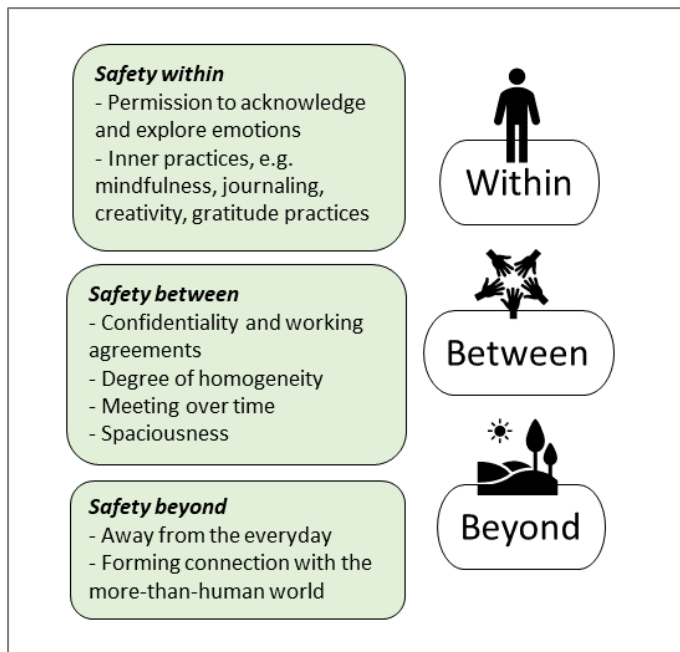 Safety within
- Permission to acknowledge
and explore emotions
- Inner practices, e.g.
mindfulness, journaling,
creativity, gratitude practices
Within
Safety between
- Confidentiality and working
agreements
- Degree of homogeneity
- Meeting over time
- Spaciousness
Between
Safety beyond
- Away from the everyday
- Forming connection with the
more-than-human world
Beyond